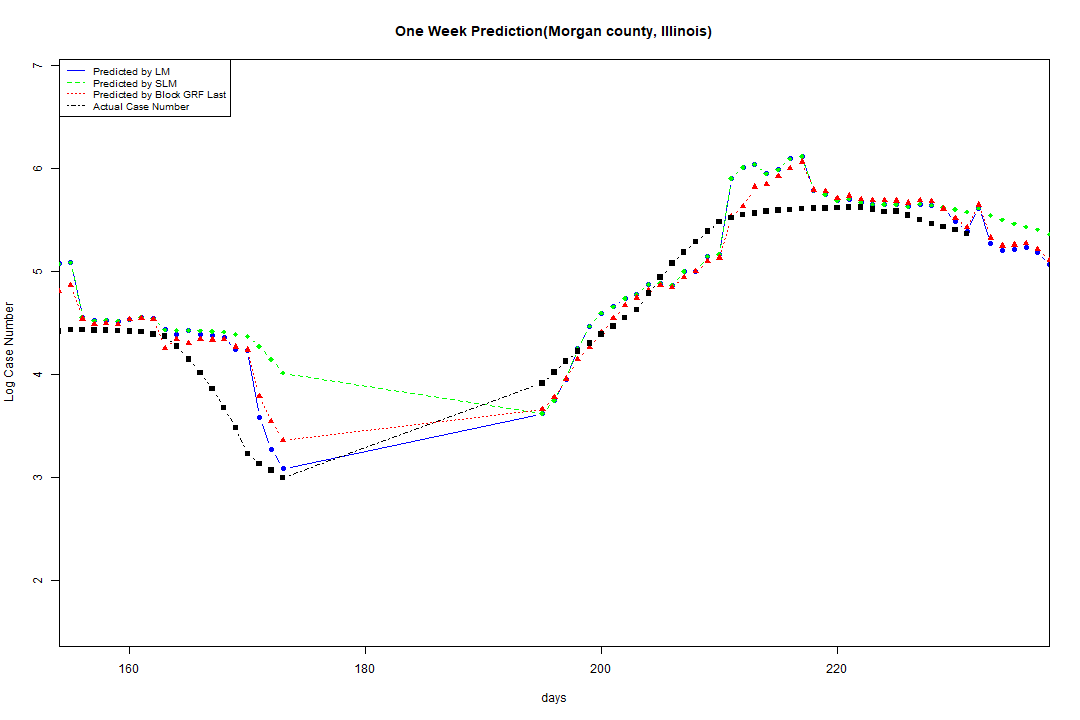 One Week Prediction(Morgan county, Illinois)
Predicted by LM
Predicted by SLM
Predicted by Block GRF Last
Actual Case Number
7
6
5
4
3
2
Log Case Number
160 180 200 220
days